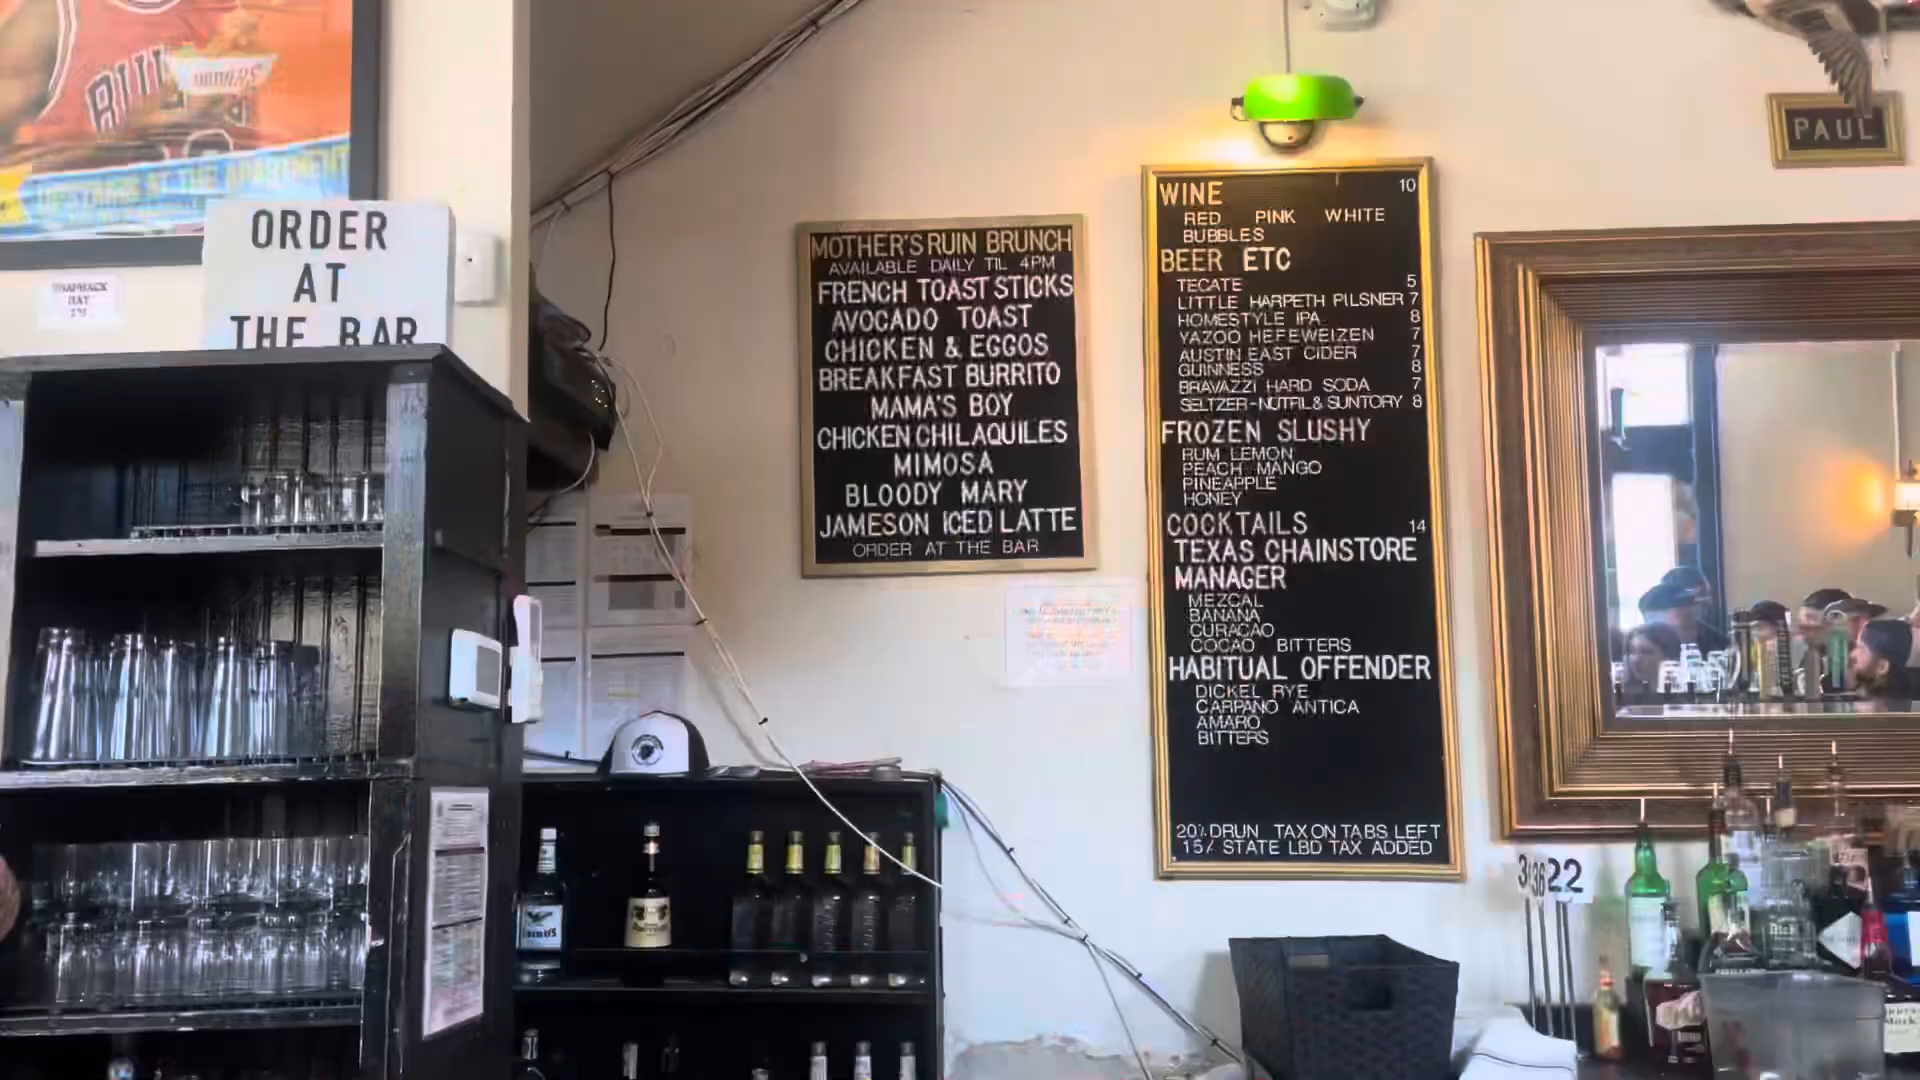 ORDER
AT
THE BAR
MOTHER'S RUIN BRUNCH
AVAILABLE DAILY TIL 4PM
FRENCH TOAST STICKS
AVOCADO TOAST
CHICKEN & EGGOS
BREAKFAST BURRITO
MAMA'S BOY
CHICKEN CHILAQUILES
MIMOSA
BLOODY MARY
JAMESON ICED LATTE
ORDER AT THE BAR
WINE 10
RED PINK WHITE
BUBBLES
BEER ETC
TECATE 5
LITTLE HARPETH PILSNER 7
HOMESTYLE IPA 8
YAZOO HEFEWEIZEN 7
AUSTIN EAST CIDER 7
GUINNESS 8
BRAVAZZI HARD SODA 7
SELTZER-NUTRL & SUNTORY 8
FROZEN SLUSHY
RUM LEMON
PEACH MANGO
PINEAPPLE
HONEY
COCKTAILS 14
TEXAS CHAINSTORE
MANAGER
MEZCAL
BANANA
CURACAO
COCAO BITTERS
HABITUAL OFFENDER
DICKEL RYE
CARPANO ANTICA
AMARO
BITTERS
20% DRUN TAX ON TABS LEFT
15% STATE LBD TAX ADDED
PAUL
36
22